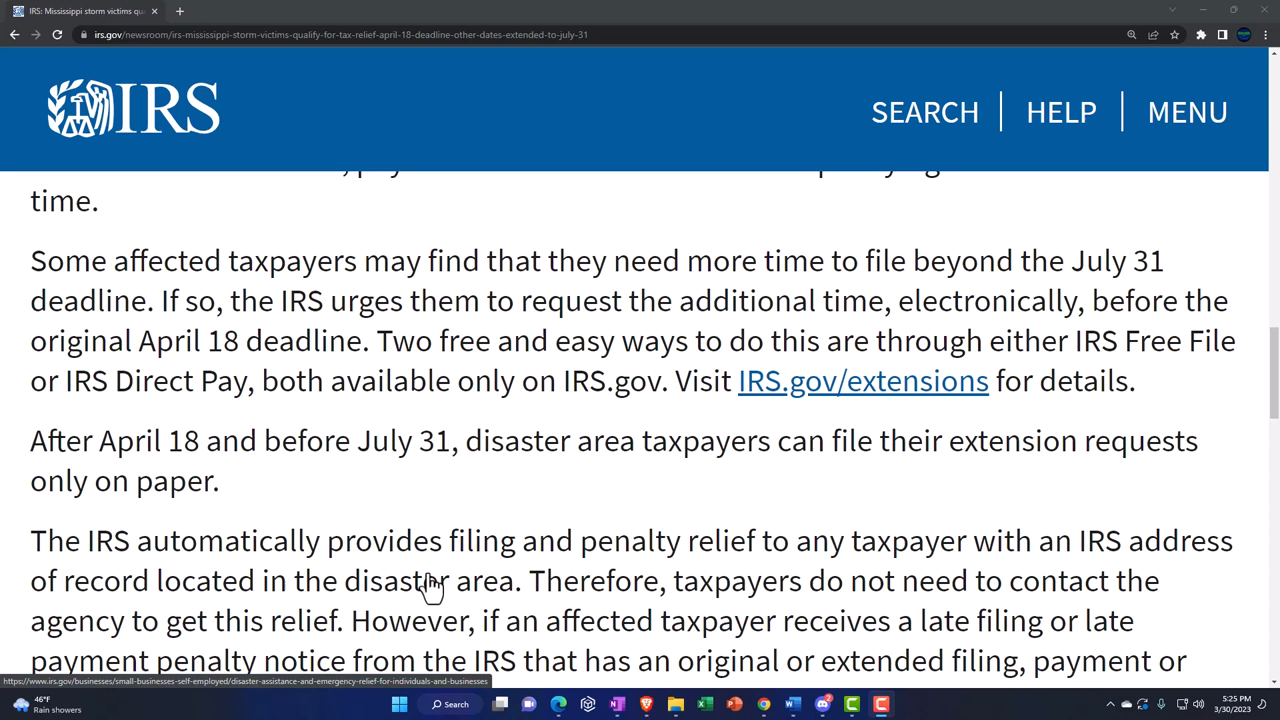 IRS: Mississippi storm victims qu
irs.gov/newsroom/irs-mississippi-storm-victims-qualify-for-tax-relief-april-18-deadline-other-dates-extended-to-july-31
IRS
SEARCH
HELP
MENU
time.
Some affected taxpayers may find that they need more time to file beyond the July 31
deadline. If so, the IRS urges them to request the additional time, electronically, before the
original April 18 deadline. Two free and easy ways to do this are through either IRS Free File
or IRS Direct Pay, both available only on IRS.gov. Visit IRS.gov/extensions for details.
After April 18 and before July 31, disaster area taxpayers can file their extension requests
only on paper.
The IRS automatically provides filing and penalty relief to any taxpayer with an IRS address
of record located in the disaster area. Therefore, taxpayers do not need to contact the
agency to get this relief. However, if an affected taxpayer receives a late filing or late
payment penalty notice from the IRS that has an original or extended filing, payment or
https://www.irs.gov/businesses/small-businesses-self-employed/disaster-assistance-and-emergency-relief-for-individuals-and-businesses
46°F
Rain showers
Search
2
5:25 PM
3/30/2023